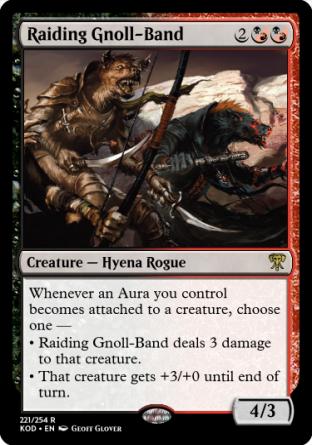 Raiding Gnoll-Band 2
Creature — Hyena Rogue
Whenever an Aura you control
becomes attached to a creature, choose
one —
• Raiding Gnoll-Band deals 3 damage
to that creature.
• That creature gets +3/+0 until end of
turn.
4/3
221/254 R
KOD • EN Geoff Glover